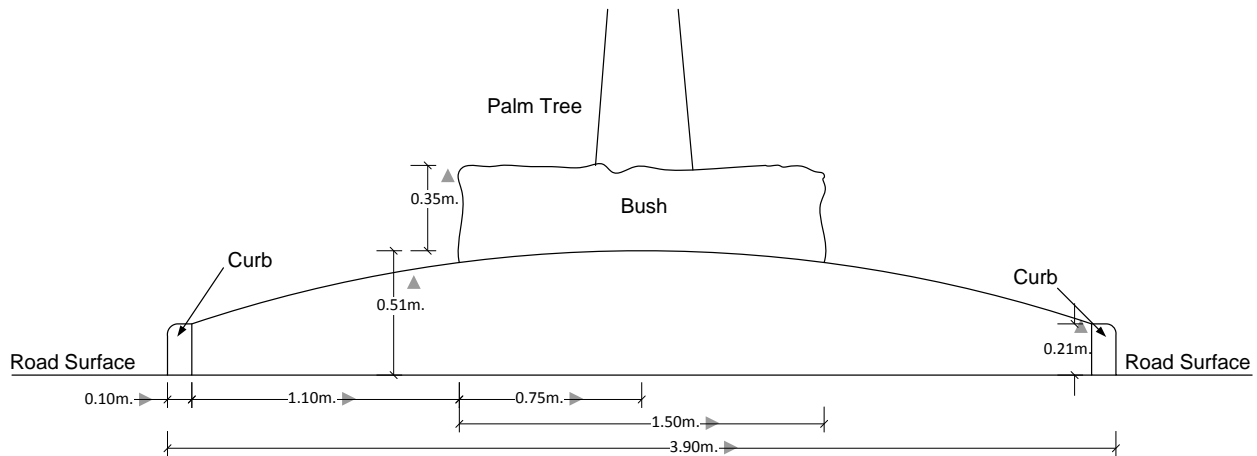 Palm Tree
0.35m.
Bush
Curb
Curb
0.51m.
0.21m.
Road Surface
Road Surface
0.10m.
1.10m.
0.75m.
1.50m.
3.90m.